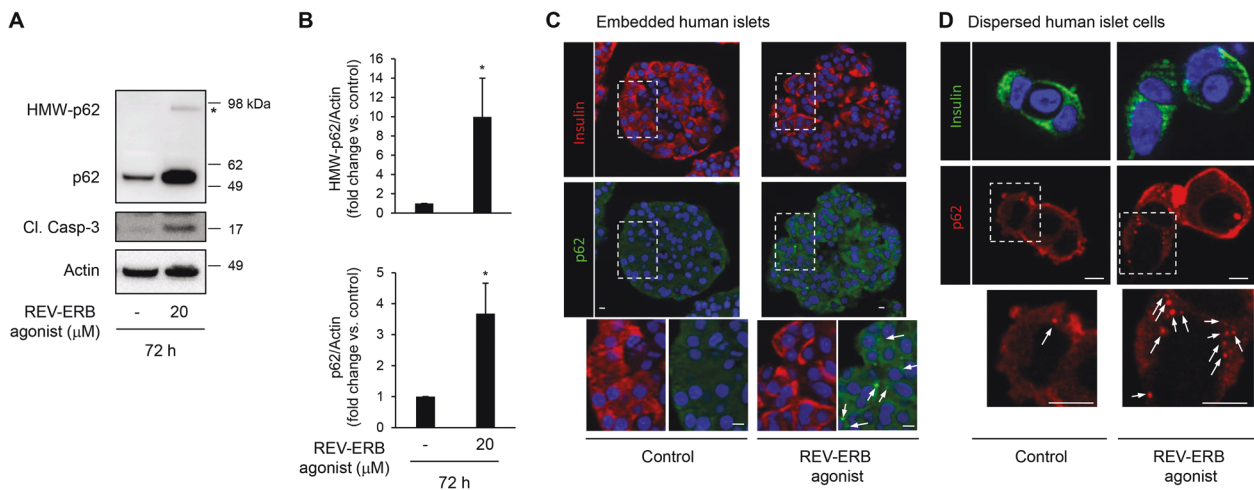 A
HMW-p62
p62
Cl. Casp-3
Actin
98 kDa
*
62
49
17
49
REV-ERB
agonist (μM)
- 20
72 h
B
HMW-p62/Actin
(fold change vs. control)
16
14
12
10
8
6
4
2
0
*
p62/Actin
(fold change vs. control)
6
5
4
3
2
1
0
*
REV-ERB
agonist (μM)
- 20
72 h
C Embedded human islets
Insulin
p62
Control
REV-ERB
agonist
D Dispersed human islet cells
Insulin
p62
Control
REV-ERB
agonist